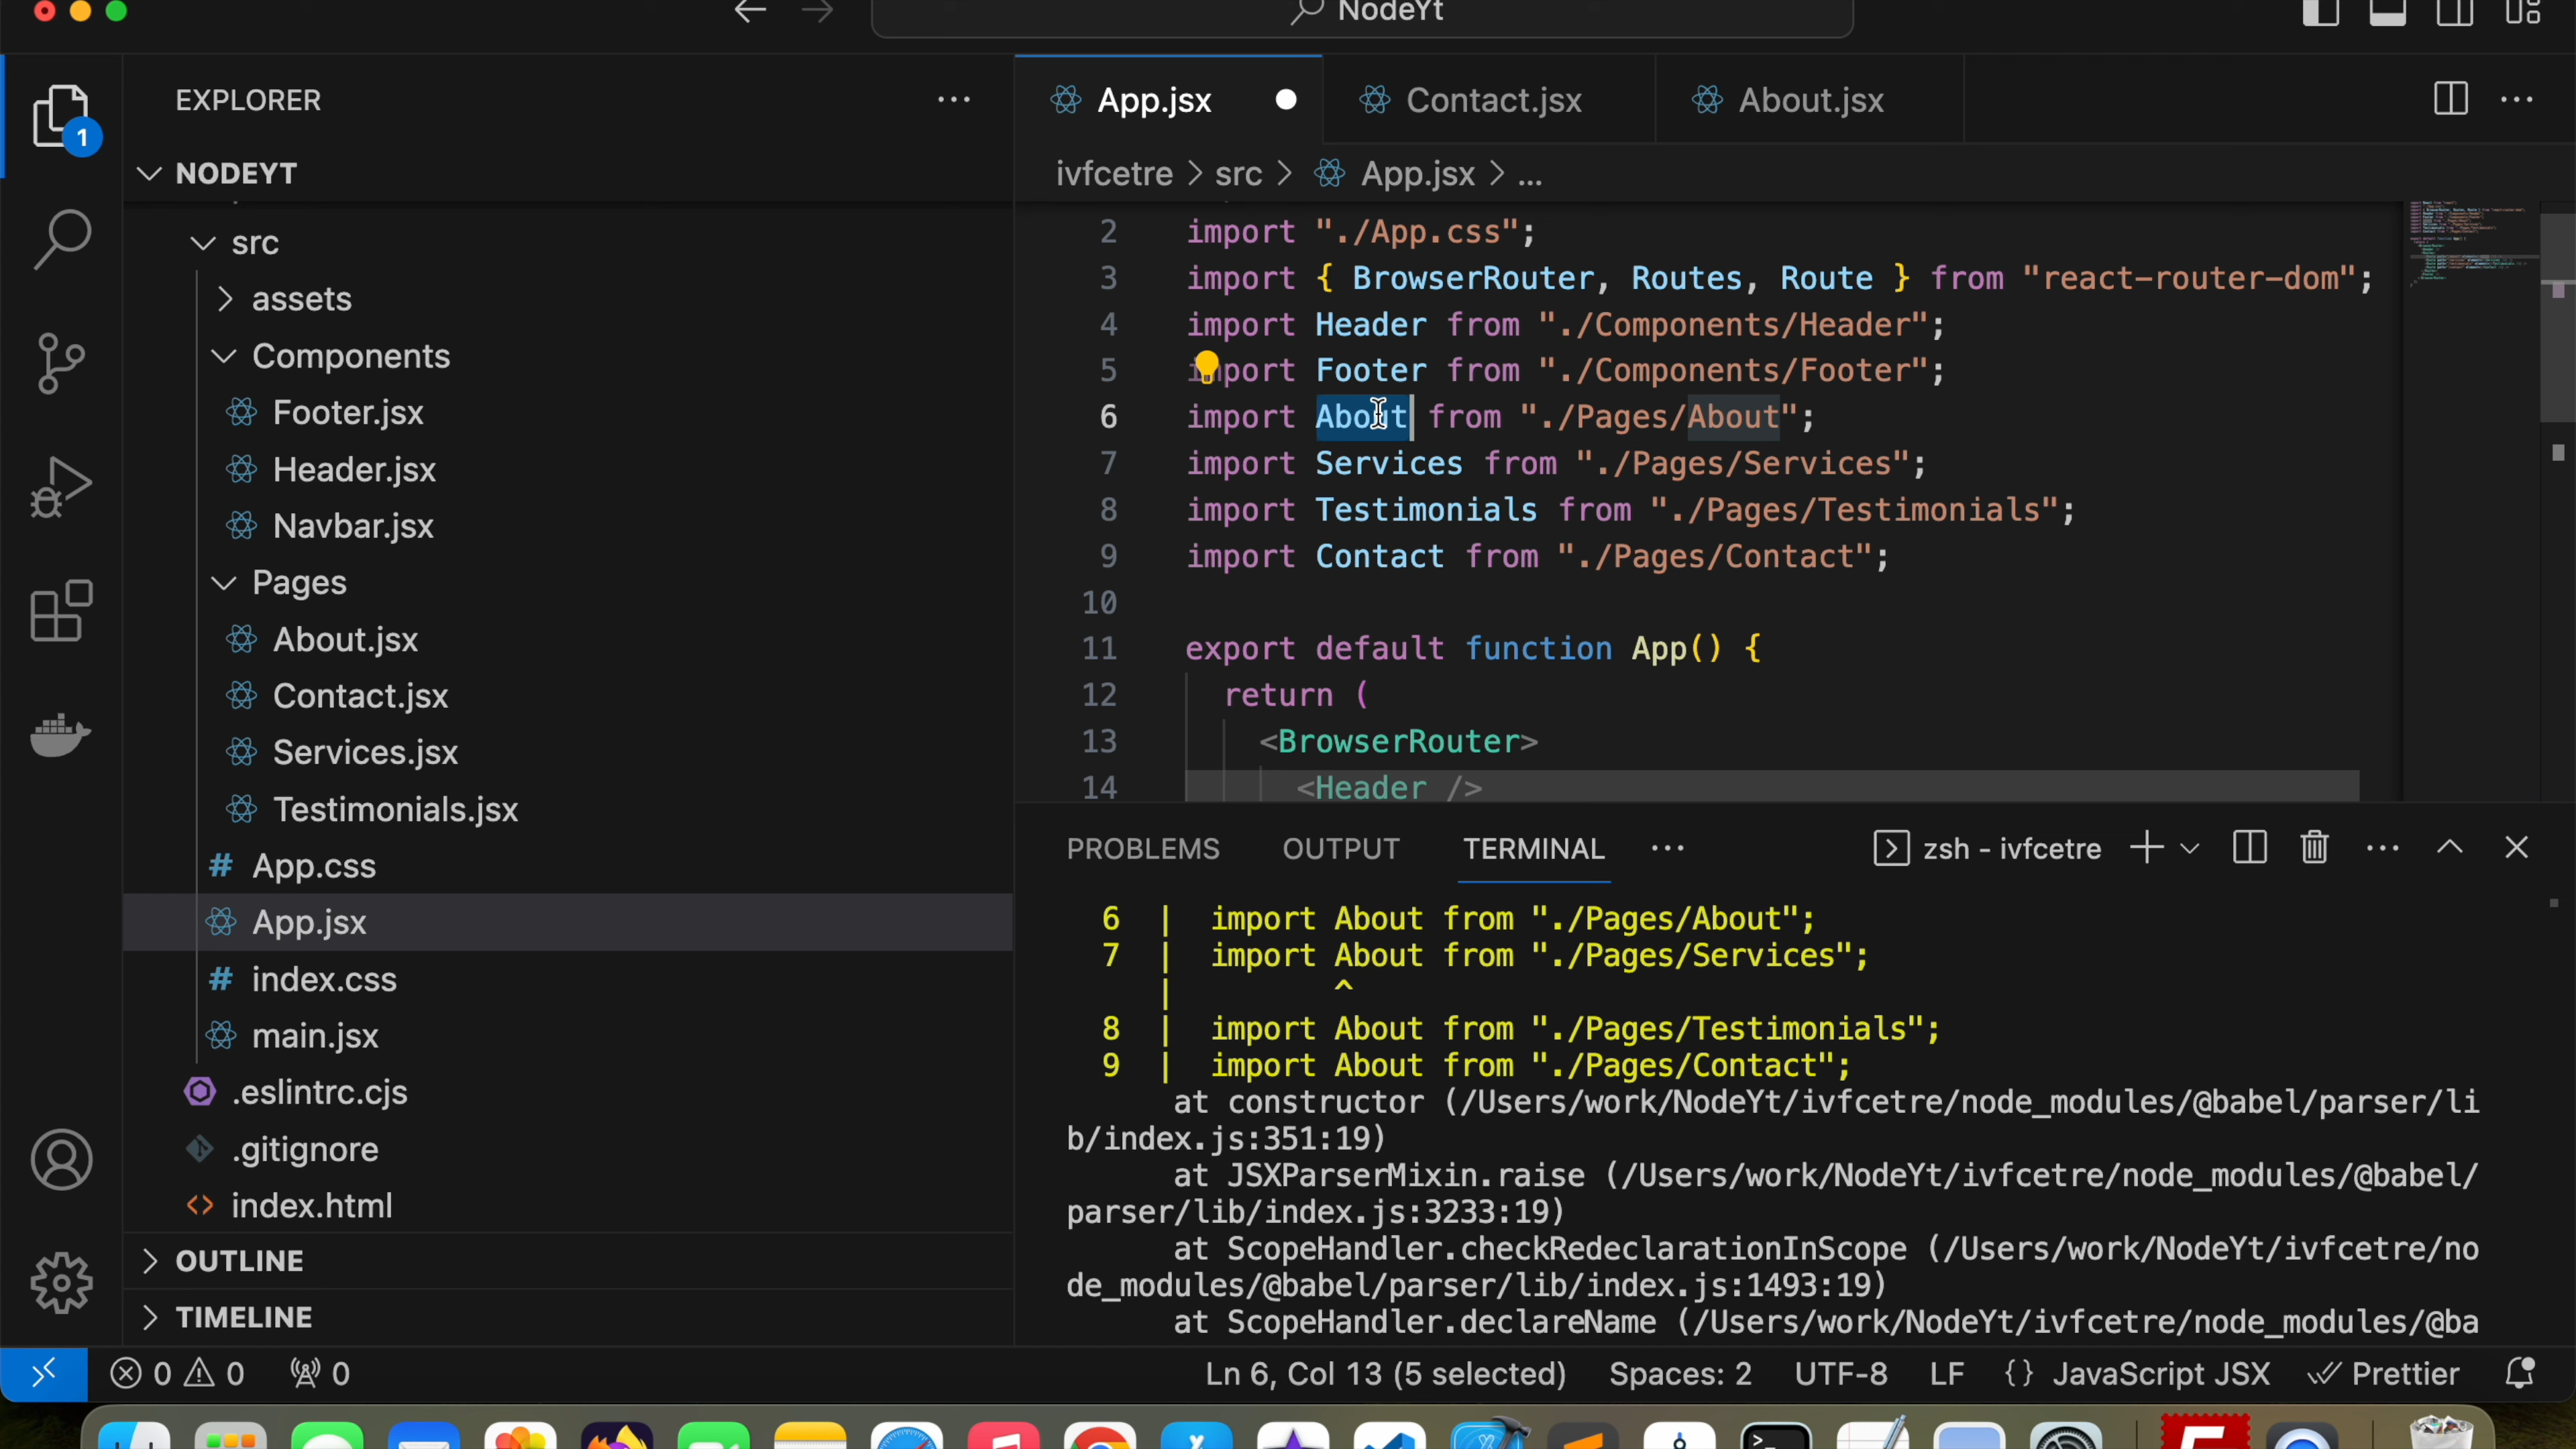 NodeYt
EXPLORER
1
NODEYT
src
assets
Components
Footer.jsx
Header.jsx
Navbar.jsx
Pages
About.jsx
Contact.jsx
Services.jsx
Testimonials.jsx
App.css
App.jsx
index.css
main.jsx
.eslintrc.cjs
.gitignore
index.html
OUTLINE
TIMELINE
App.jsx
Contact.jsx
About.jsx
ivfcetre > src > App.jsx > ...
2 import "./App.css";
3 import { BrowserRouter, Routes, Route } from "react-router-dom";
4 import Header from "./Components/Header";
5 import Footer from "./Components/Footer";
6 import About from "./Pages/About";
7 import Services from "./Pages/Services";
8 import Testimonials from "./Pages/Testimonials";
9 import Contact from "./Pages/Contact";
10
11 export default function App() {
12 return (
13 <BrowserRouter>
14 <Header />
PROBLEMS OUTPUT TERMINAL ... zsh - ivfcetre
6 | import About from "./Pages/About";
7 | import About from "./Pages/Services";
| ^
8 | import About from "./Pages/Testimonials";
9 | import About from "./Pages/Contact";
at constructor (/Users/work/NodeYt/ivfcetre/node_modules/@babel/parser/li
b/index.js:351:19)
at JSXParserMixin.raise (/Users/work/NodeYt/ivfcetre/node_modules/@babel/
parser/lib/index.js:3233:19)
at ScopeHandler.checkRedeclarationInScope (/Users/work/NodeYt/ivfcetre/no
de_modules/@babel/parser/lib/index.js:1493:19)
at ScopeHandler.declareName (/Users/work/NodeYt/ivfcetre/node_modules/@ba
0 0 0 Ln 6, Col 13 (5 selected) Spaces: 2 UTF-8 LF {} JavaScript JSX Prettier